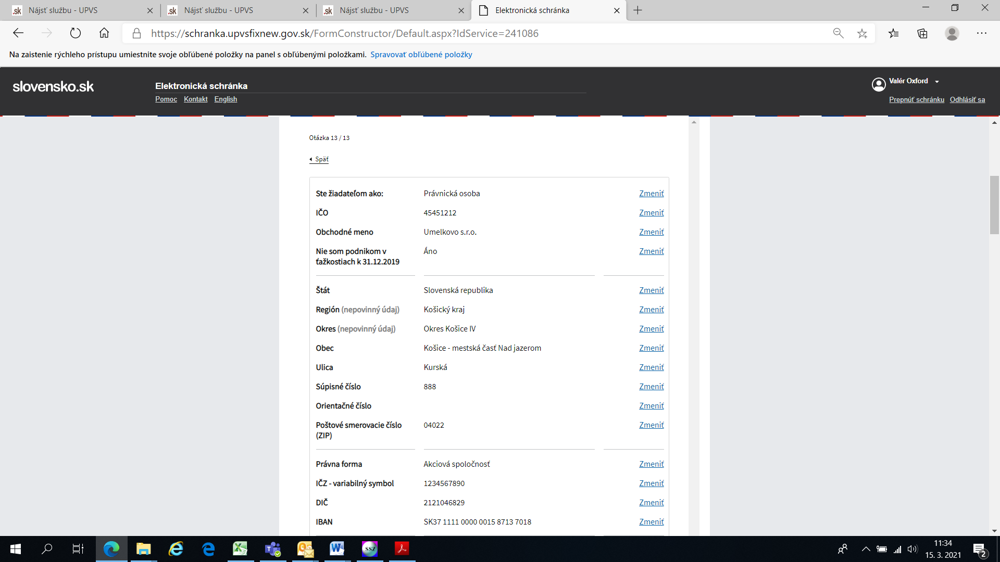 .sk Nájsť službu - UPVS
.sk Nájsť službu - UPVS
.sk Nájsť službu - UPVS
Elektronická schránka
https://schranka.upvsfixnew.gov.sk/FormConstructor/Default.aspx?IdService=241086
Na zaistenie rýchleho prístupu umiestnite svoje obľúbené položky na panel s obľúbenými položkami. Spravovať obľúbené položky
slovensko.sk
Elektronická schránka
Pomoc Kontakt English
Valér Oxford
Prepnúť schránku Odhlásiť sa
Otázka 13 / 13
Späť
Ste žiadateľom ako: Právnická osoba Zmeniť
IČO 45451212 Zmeniť
Obchodné meno Umelkovo s.r.o. Zmeniť
Nie som podnikom v Áno Zmeniť
ťažkostiach k 31.12.2019
Štát Slovenská republika Zmeniť
Región (nepovinný údaj) Košický kraj Zmeniť
Okres (nepovinný údaj) Okres Košice IV Zmeniť
Obec Košice - mestská časť Nad jazerom Zmeniť
Ulica Kurská Zmeniť
Súpisné číslo 888 Zmeniť
Orientačné číslo Zmeniť
Poštové smerovacie číslo 04022 Zmeniť
(ZIP)
Právna forma Akciová spoločnosť Zmeniť
IČZ - variabilný symbol 1234567890 Zmeniť
DIČ 2121046829 Zmeniť
IBAN SK37 1111 0000 0015 8713 7018 Zmeniť
SSZ
11:34
15. 3. 2021
2